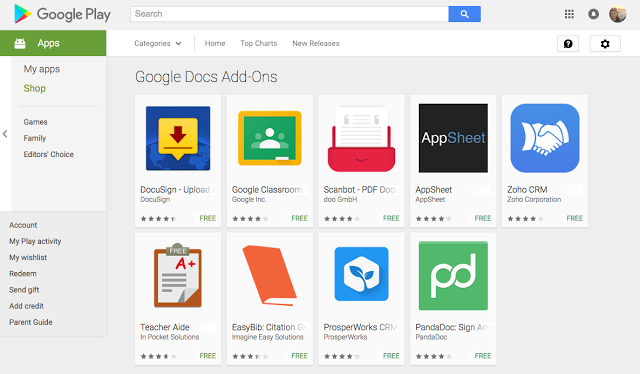 Google Play
Search
Apps
Categories
Home
Top Charts
New Releases
My apps
Shop
Games
Family
Editors' Choice
Account
My Play activity
My wishlist
Redeem
Send gift
Add credit
Parent Guide
Google Docs Add-Ons
DocuSign - Upload
DocuSign
FREE
Google Classroom
Google Inc.
FREE
Scanbot - PDF Docu
doo GmbH
FREE
AppSheet
AppSheet
AppSheet
FREE
Zoho CRM
Zoho Corporation
FREE
FREE
A+
Teacher Aide
In Pocket Solutions
FREE
EasyBib: Citation Ge
Imagine Easy Solutions
FREE
ProsperWorks CRM
ProsperWorks
FREE
pd
PandaDoc: Sign An
PandaDoc
FREE